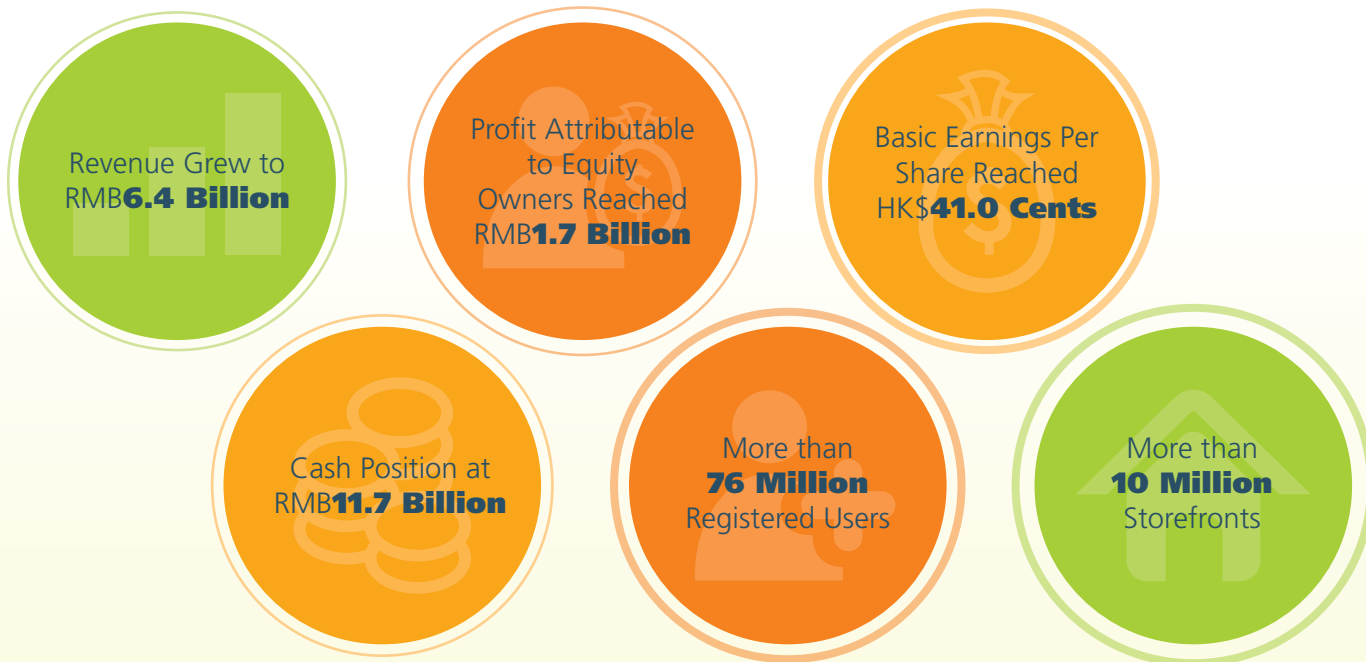 Revenue Grew to
RMB6.4 Billion
Profit Attributable
to Equity
Owners Reached
RMB1.7 Billion
Basic Earnings Per
Share Reached
HK$41.0 Cents
Cash Position at
RMB11.7 Billion
More than
76 Million
Registered Users
More than
10 Million
Storefronts